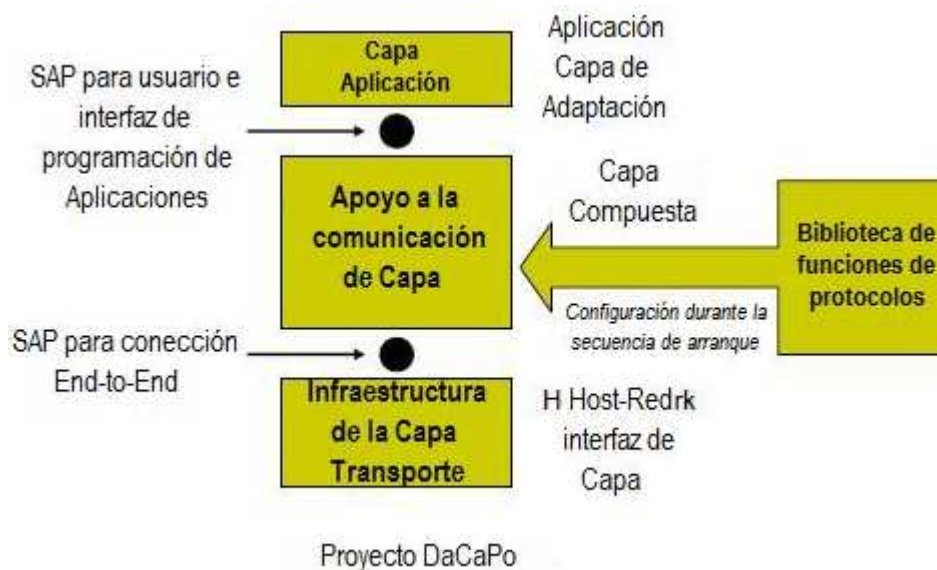 Capa
Aplicación
Aplicación
Capa de
Adaptación
SAP para usuario e
interfaz de
programación de
Aplicaciones
Apoyo a la
comunicación
de Capa
Capa
Compuesta
Biblioteca de
funciones de
protocolos
Configuración durante la
secuencia de arranque
SAP para conección
End-to-End
Infraestructura
de la Capa
Transporte
H Host-Redrk
interfaz de
Capa
Proyecto DaCaPo